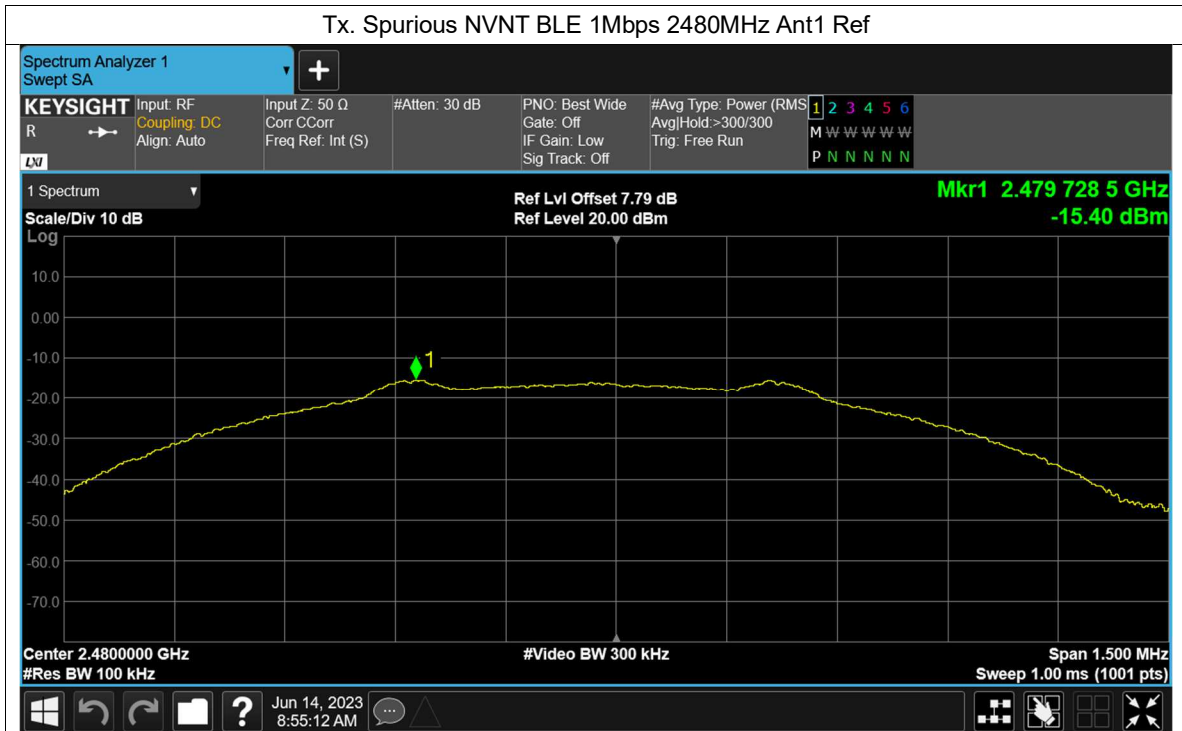 Tx. Spurious NVNT BLE 1Mbps 2480MHz Ant1 Ref
Spectrum Analyzer 1
Swept SA
+
KEYSIGHT
R
LXI
Input: RF
Coupling: DC
Align: Auto
Input Z: 50 Ω
Corr CCorr
Freq Ref: Int (S)
#Atten: 30 dB
PNO: Best Wide
Gate: Off
IF Gain: Low
Sig Track: Off
#Avg Type: Power (RMS
Avg|Hold:>300/300
Trig: Free Run
1 2 3 4 5 6
M W W W W W
P N N N N N
1 Spectrum
Scale/Div 10 dB
Log
Ref Lvl Offset 7.79 dB
Ref Level 20.00 dBm
Mkr1 2.479 728 5 GHz
-15.40 dBm
10.0
0.00
-10.0
-20.0
-30.0
-40.0
-50.0
-60.0
-70.0
1
Center 2.4800000 GHz
#Res BW 100 kHz
#Video BW 300 kHz
Span 1.500 MHz
Sweep 1.00 ms (1001 pts)
?
Jun 14, 2023
8:55:12 AM